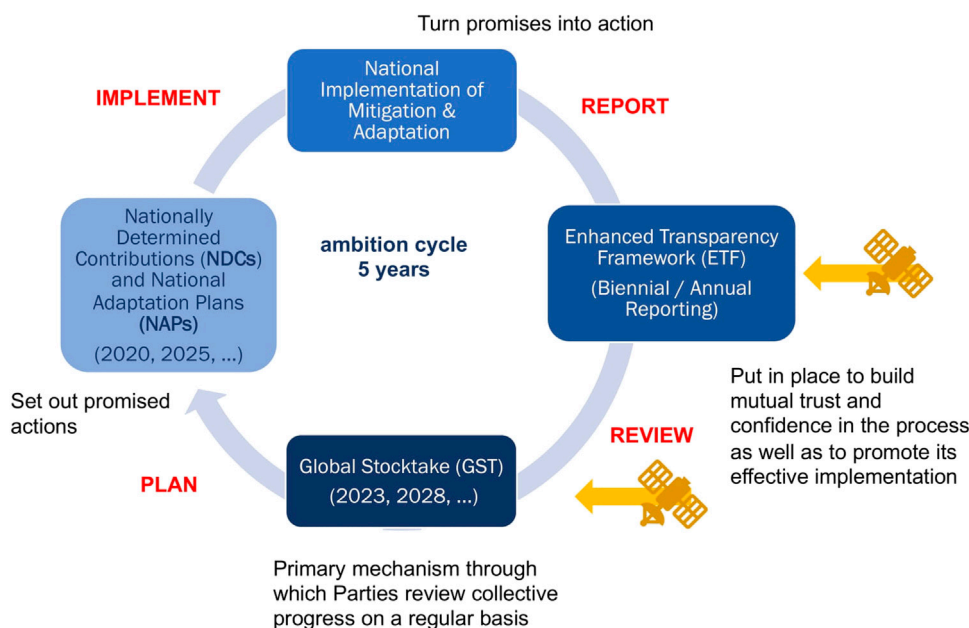 Turn promises into action
National
Implementation of
Mitigation &
Adaptation
IMPLEMENT
REPORT
Nationally
Determined
Contributions (NDCs)
and National
Adaptation Plans
(NAPs)
(2020, 2025, ...)
ambition cycle
5 years
Enhanced Transparency
Framework (ETF)
(Biennial / Annual
Reporting)
Set out promised
actions
Put in place to build
mutual trust and
confidence in the process
as well as to promote its
effective implementation
REVIEW
PLAN
Global Stocktake (GST)
(2023, 2028, ...)
Primary mechanism through
which Parties review collective
progress on a regular basis